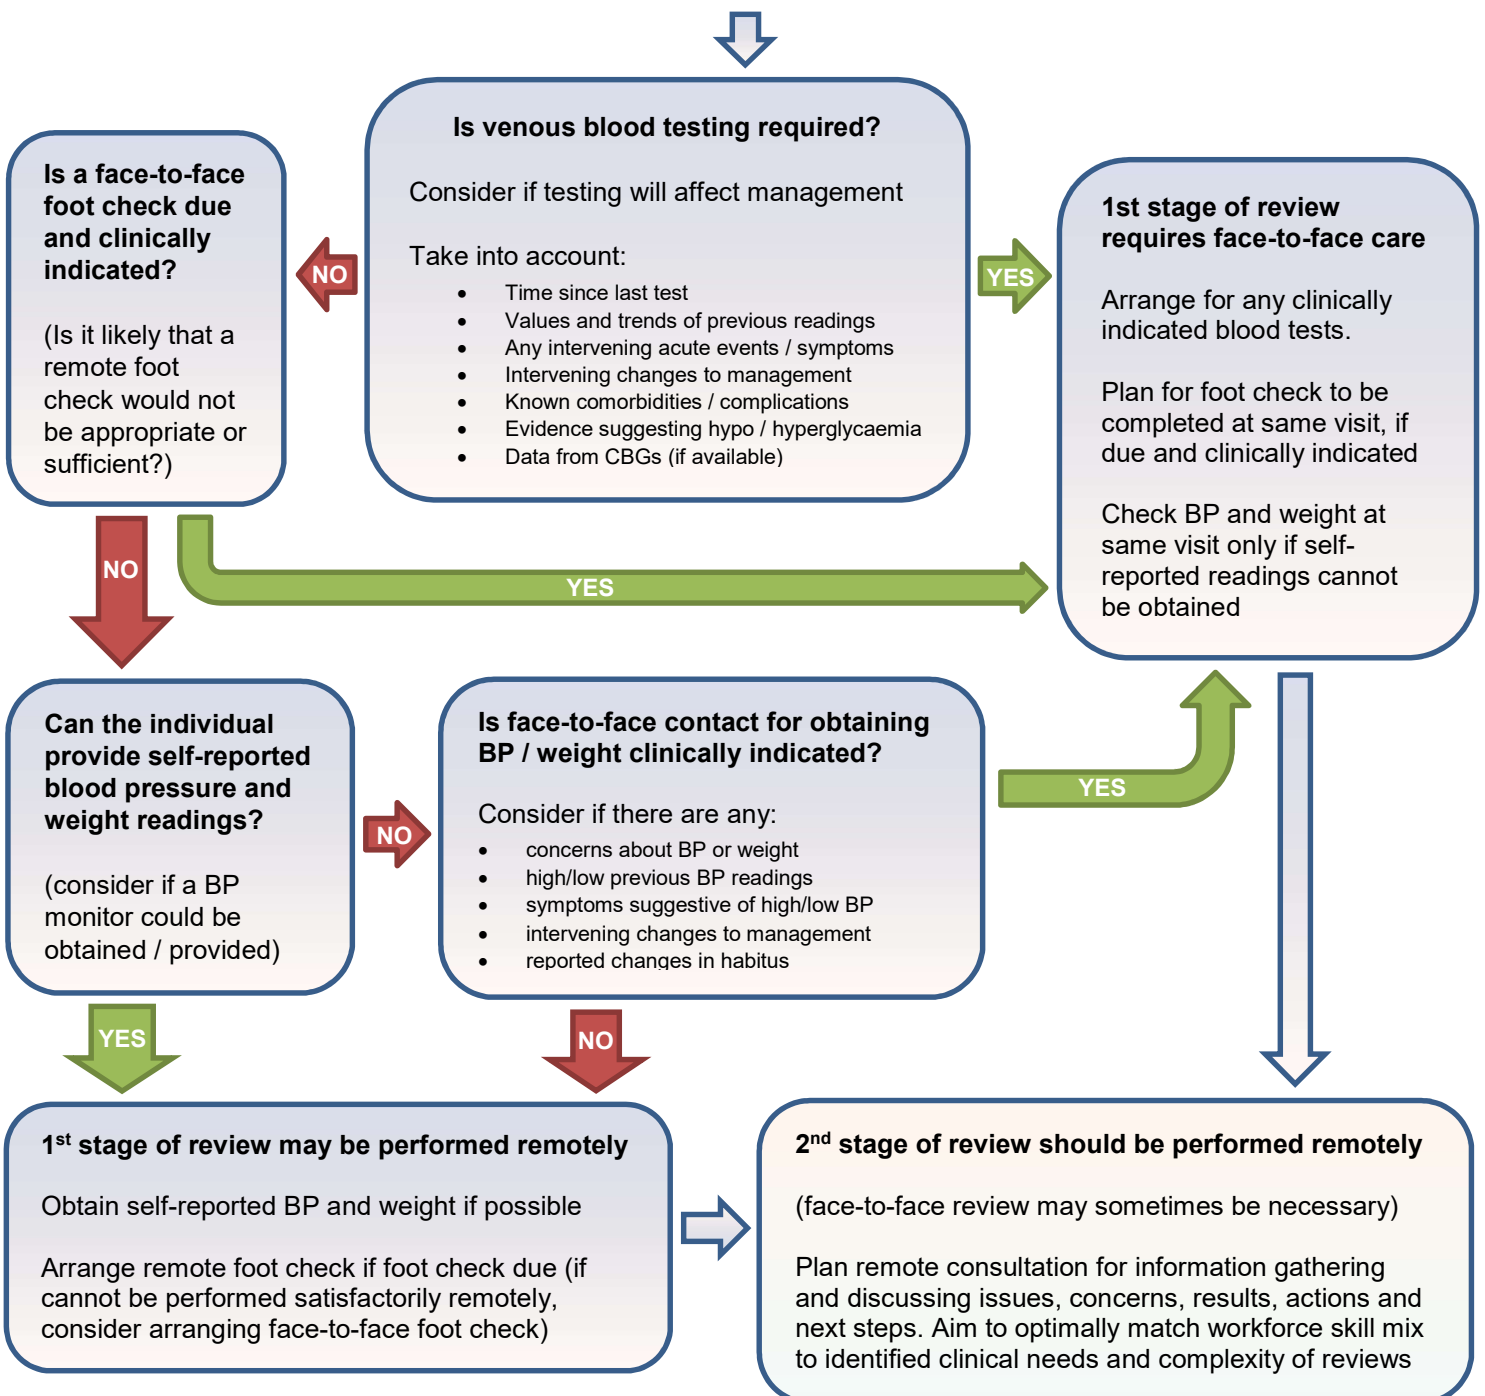 Is venous blood testing required?
Consider if testing will affect management
Take into account:
• Time since last test
• Values and trends of previous readings
• Any intervening acute events / symptoms
• Intervening changes to management
• Known comorbidities / complications
• Evidence suggesting hypo / hyperglycaemia
• Data from CBGs (if available)
NO
YES
Is a face-to-face
foot check due
and clinically
indicated?
(Is it likely that a
remote foot
check would not
be appropriate or
sufficient?)
1st stage of review
requires face-to-face care
Arrange for any clinically
indicated blood tests.
Plan for foot check to be
completed at same visit, if
due and clinically indicated
Check BP and weight at
same visit only if self-
reported readings cannot
be obtained
NO
YES
Can the individual
provide self-reported
blood pressure and
weight readings?
(consider if a BP
monitor could be
obtained / provided)
NO
Is face-to-face contact for obtaining
BP / weight clinically indicated?
Consider if there are any:
• concerns about BP or weight
• high/low previous BP readings
• symptoms suggestive of high/low BP
• intervening changes to management
• reported changes in habitus
YES
YES
NO
1st stage of review may be performed remotely
Obtain self-reported BP and weight if possible
Arrange remote foot check if foot check due (if
cannot be performed satisfactorily remotely,
consider arranging face-to-face foot check)
2nd stage of review should be performed remotely
(face-to-face review may sometimes be necessary)
Plan remote consultation for information gathering
and discussing issues, concerns, results, actions and
next steps. Aim to optimally match workforce skill mix
to identified clinical needs and complexity of reviews